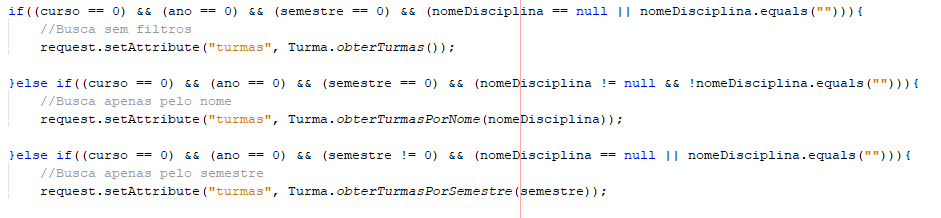 if((curso == 0) && (ano == 0) && (semestre == 0) && (nomeDisciplina == null || nomeDisciplina.equals(""))){
//Busca sem filtros
request.setAttribute("turmas", Turma.obterTurmas());
}else if((curso == 0) && (ano == 0) && (semestre == 0) && (nomeDisciplina != null && !nomeDisciplina.equals(""))){
//Busca apenas pelo nome
request.setAttribute("turmas", Turma.obterTurmasPorNome(nomeDisciplina));
}else if((curso == 0) && (ano == 0) && (semestre != 0) && (nomeDisciplina == null || nomeDisciplina.equals(""))){
//Busca apenas pelo semestre
request.setAttribute("turmas", Turma.obterTurmasPorSemestre(semestre));